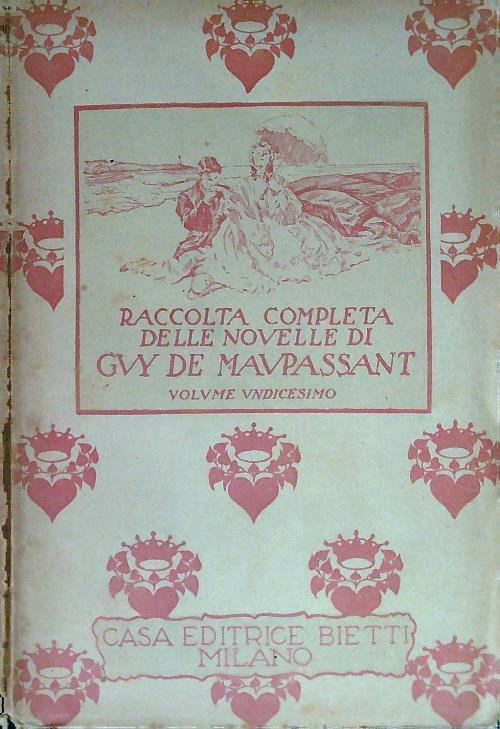 RACCOLTA COMPLETA
DELLE NOVELLE DI
GVY DE MAVPASSANT
VOLVME VNDICESIMO
CASA EDITRICE BIETTI
MILANO